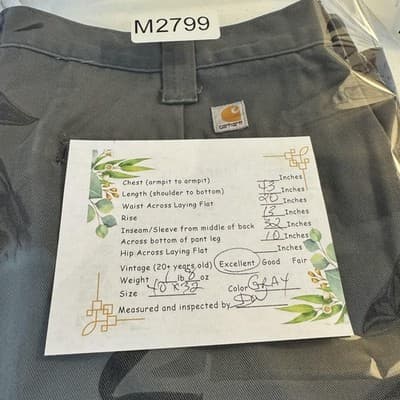 M2799
carhartt
Chest (armpit to armpit) Inches
Length (shoulder to bottom) 43 Inches
Waist Across Laying Flat 20 Inches
Rise 13 Inches
Inseam/Sleeve from middle of back 32 Inches
Across bottom of pant leg 10 Inches
Hip Across Laying Flat Inches
Vintage (20+ years old) Excellent Good Fair
Weight 1 lb oz
Size 40 x 32 Color GRAY
Measured and inspected by DW